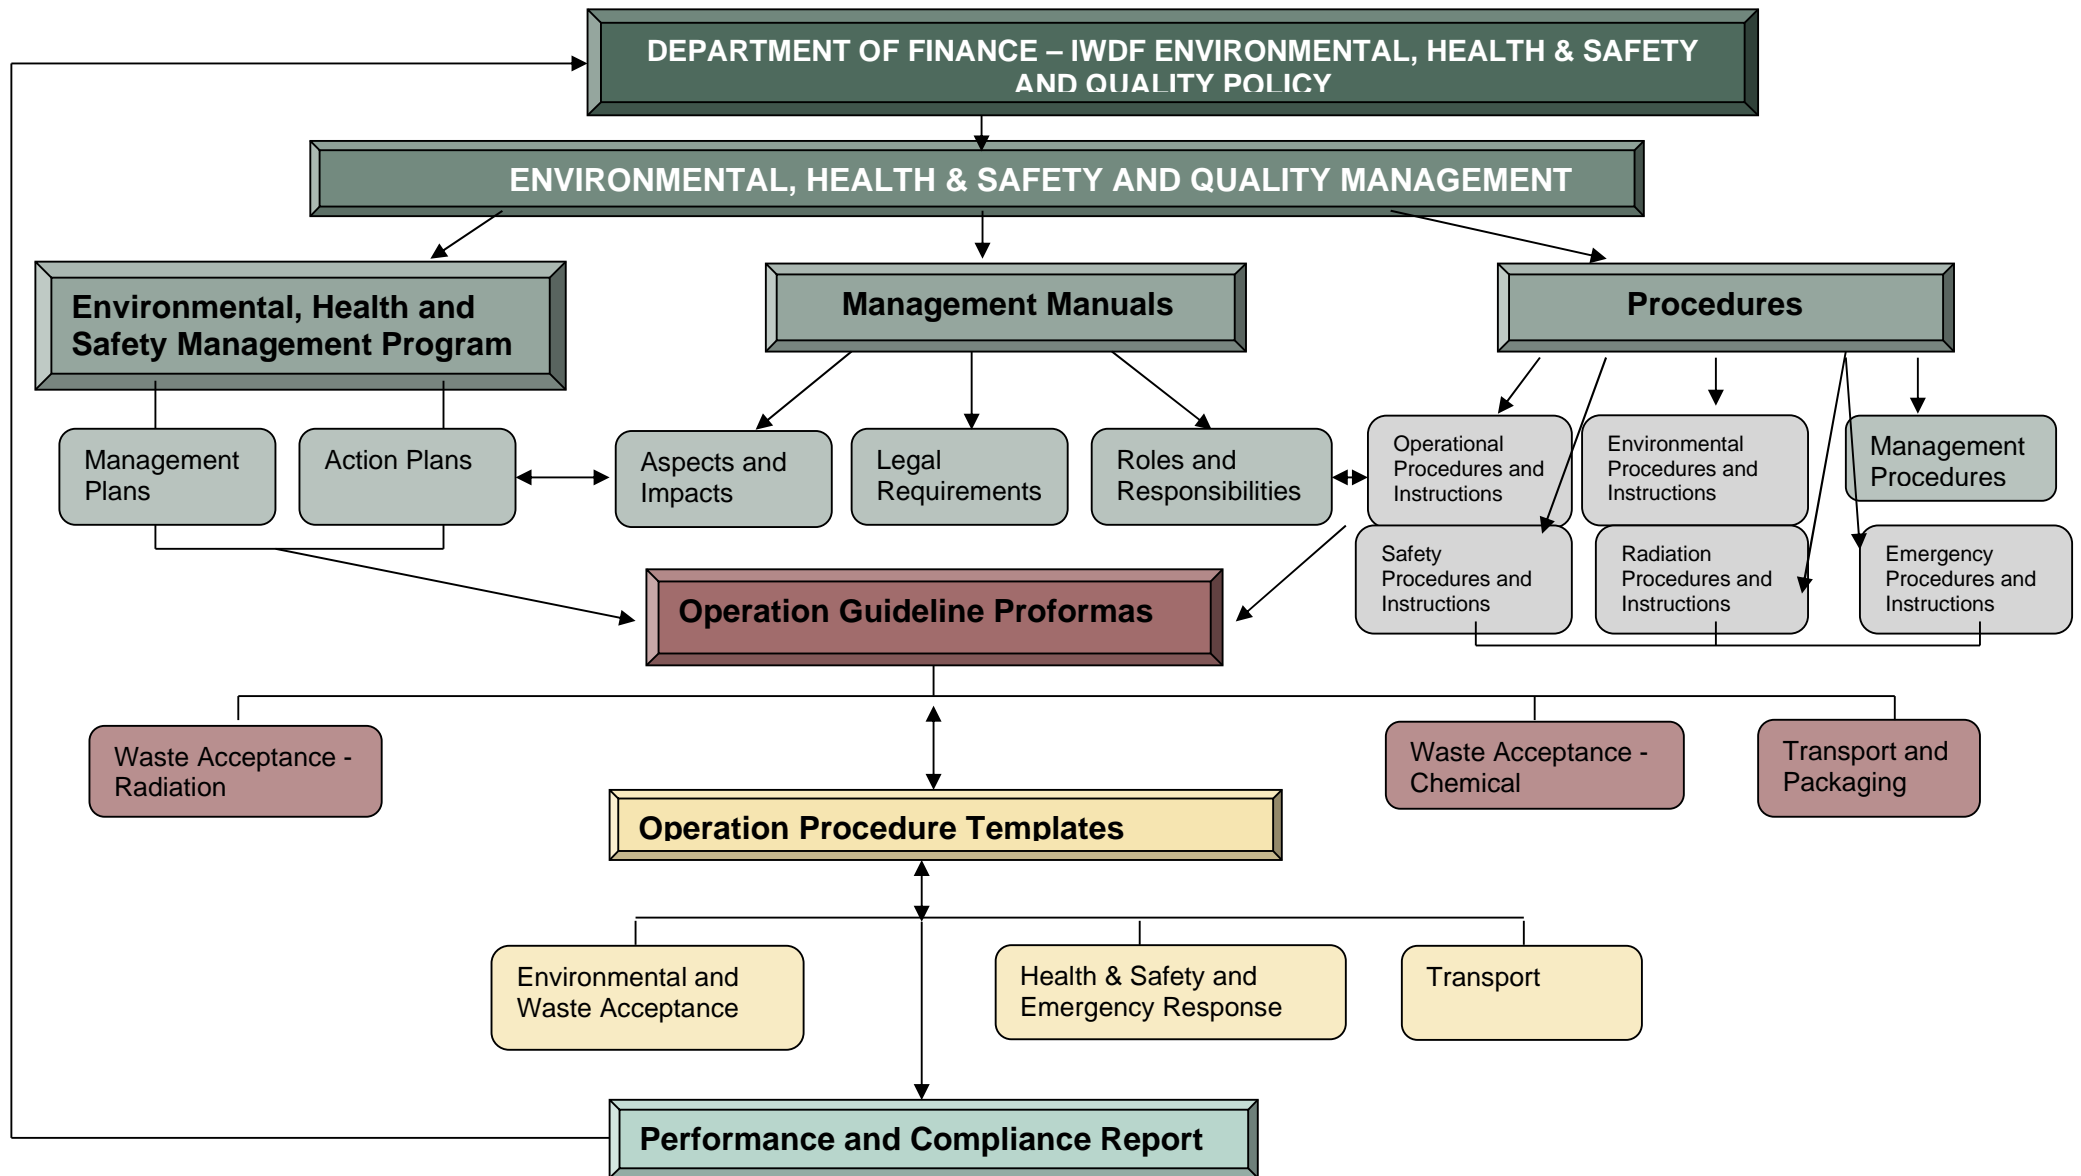 DEPARTMENT OF FINANCE – IWDF ENVIRONMENTAL, HEALTH & SAFETY
AND QUALITY POLICY
ENVIRONMENTAL, HEALTH & SAFETY AND QUALITY MANAGEMENT
Environmental, Health and
Safety Management Program
Management Manuals
Procedures
Management
Plans
Action Plans
Aspects and
Impacts
Legal
Requirements
Roles and
Responsibilities
Operational
Procedures and
Instructions
Environmental
Procedures and
Instructions
Management
Procedures
Safety
Procedures and
Instructions
Radiation
Procedures and
Instructions
Emergency
Procedures and
Instructions
Operation Guideline Proformas
Waste Acceptance -
Radiation
Waste Acceptance -
Chemical
Transport and
Packaging
Operation Procedure Templates
Environmental and
Waste Acceptance
Health & Safety and
Emergency Response
Transport
Performance and Compliance Report